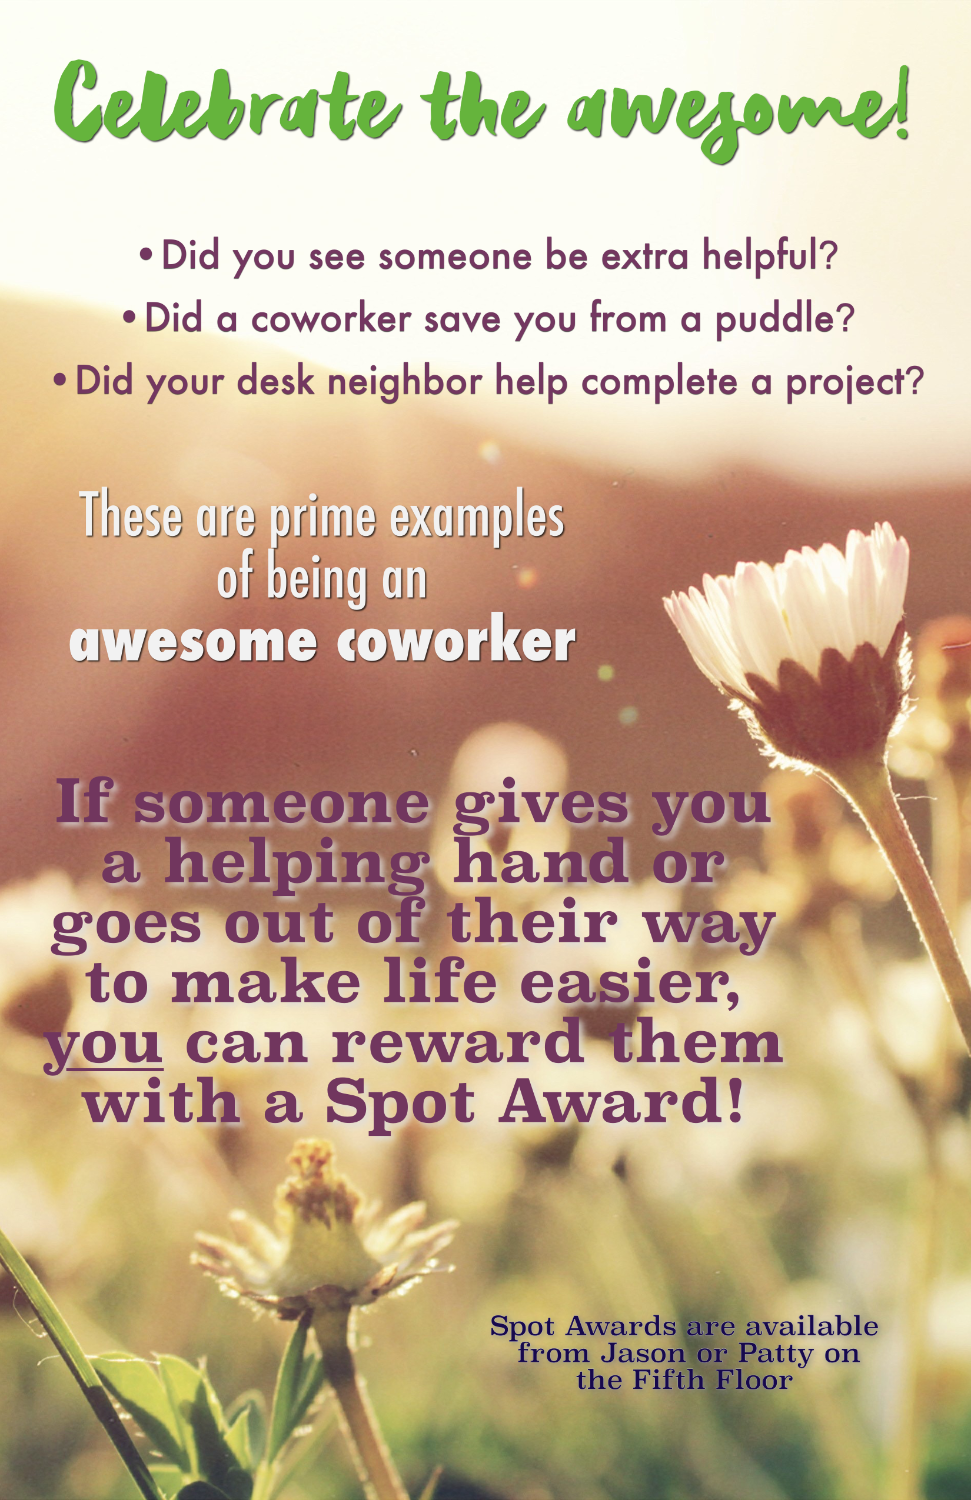 Celebrate the awesome!
•Did you see someone be extra helpful?
•Did a coworker save you from a puddle?
•Did your desk neighbor help complete a project?
These are prime examples
of being an
awesome coworker
If someone gives you
a helping hand or
goes out of their way
to make life easier,
you can reward them
with a Spot Award!
Spot Awards are available
from Jason or Patty on
the Fifth Floor